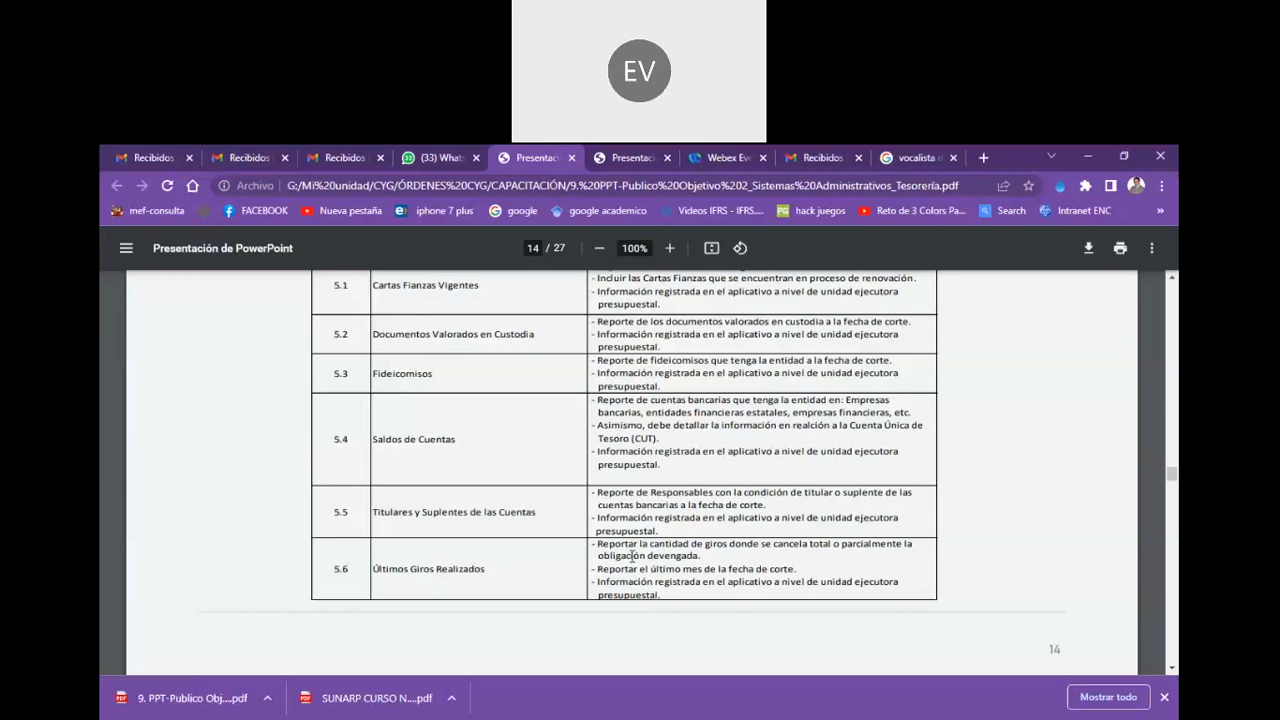 EV
Recibidos
Recibidos
Recibidos
(33) What
Presentaci
Presentaci
Webex Eve
Recibidos
vocalista d
Archivo
G:/Mi%20unidad/CYG/ÓRDENES%20CYG/CAPACITACIÓN/9.%20PPT-Publico%20Objetivo%202_Sistemas%20Administrativos_Tesorería.pdf
mef-consulta
FACEBOOK
Nueva pestaña
iphone 7 plus
google
google academico
Videos IFRS - IFRS....
hack juegos
Reto de 3 Colors Pa...
Search
Intranet ENC
Presentación de PowerPoint
14 / 27
100%
- Incluir las Cartas Fianzas que se encuentran en proceso de renovación.
5.1 Cartas Fianzas Vigentes
- Información registrada en el aplicativo a nivel de unidad ejecutora
presupuestal.
- Reporte de los documentos valorados en custodia a la fecha de corte.
5.2 Documentos Valorados en Custodia
- Información registrada en el aplicativo a nivel de unidad ejecutora
presupuestal.
- Reporte de fideicomisos que tenga la entidad a la fecha de corte.
5.3 Fideicomisos
- Información registrada en el aplicativo a nivel de unidad ejecutora
presupuestal.
- Reporte de cuentas bancarias que tenga la entidad en: Empresas
bancarias, entidades financieras estatales, empresas financieras, etc.
- Asimismo, debe detallar la información en realción a la Cuenta Única de
Tesoro (CUT).
5.4 Saldos de Cuentas
- Información registrada en el aplicativo a nivel de unidad ejecutora
presupuestal.
- Reporte de Responsables con la condición de titular o suplente de las
cuentas bancarias a la fecha de corte.
5.5 Titulares y Suplentes de las Cuentas
- Información registrada en el aplicativo a nivel de unidad ejecutora
presupuestal.
- Reportar la cantidad de giros donde se cancela total o parcialmente la
obligación devengada.
5.6 Últimos Giros Realizados
- Reportar el último mes de la fecha de corte.
- Información registrada en el aplicativo a nivel de unidad ejecutora
presupuestal.
14
9. PPT-Publico Obj....pdf
SUNARP CURSO N....pdf
Mostrar todo